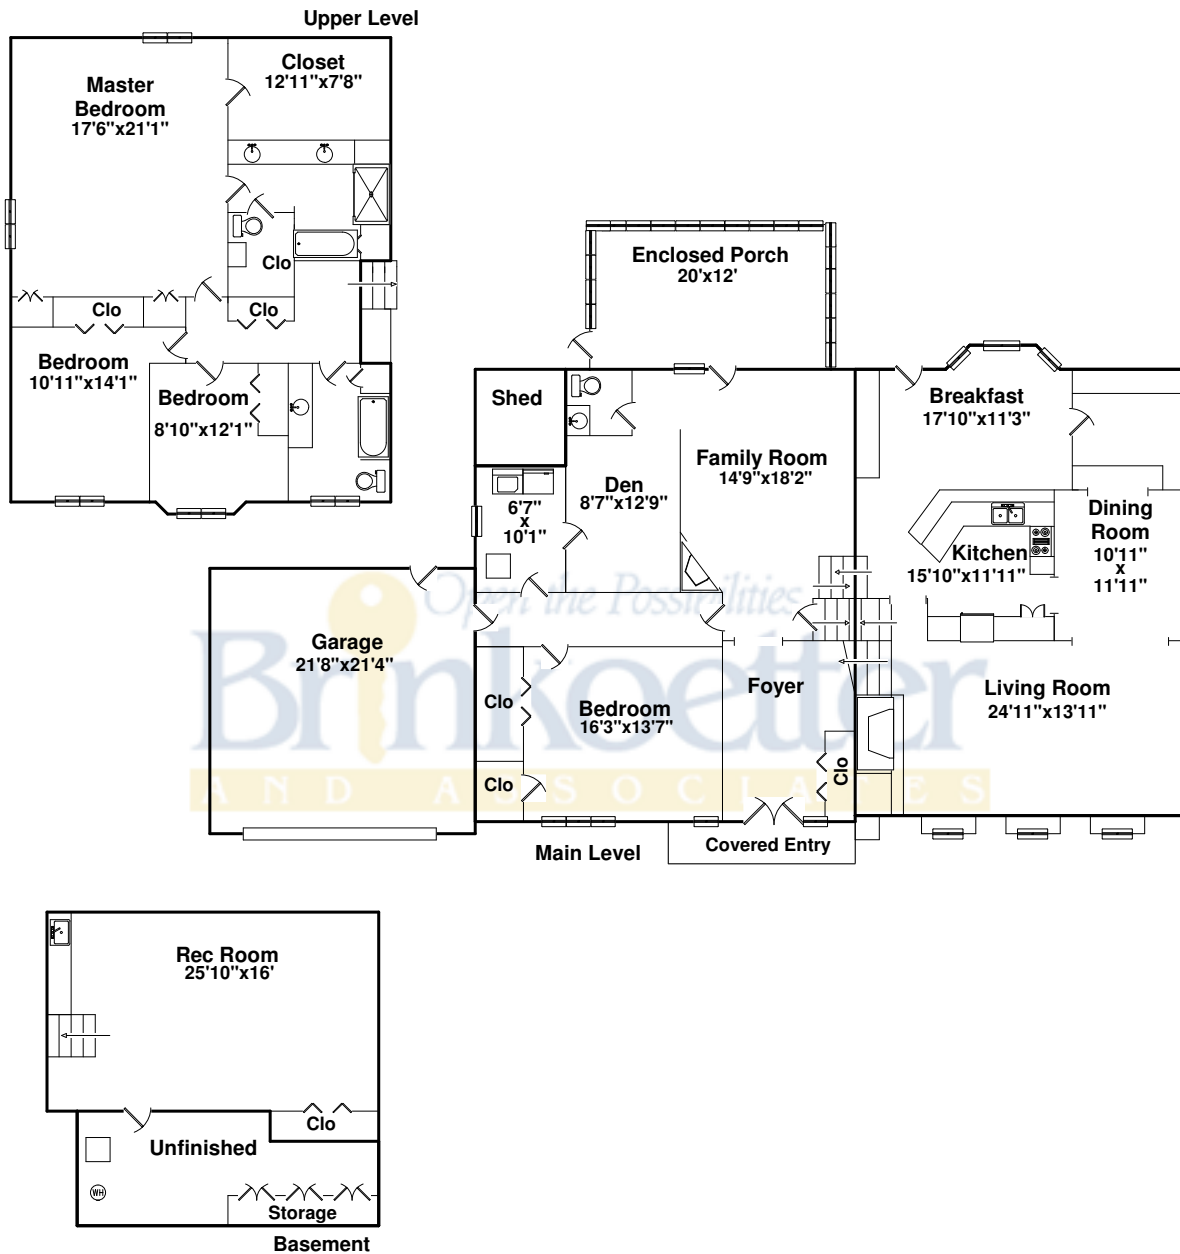 Upper Level
Closet
12'11"x7'8"
Master
Bedroom
17'6"x21'1"
Clo
Clo
Clo
Bedroom
10'11"x14'1"
Bedroom
8'10"x12'1"
Enclosed Porch
20'x12'
Shed
Breakfast
17'10"x11'3"
Family Room
14'9"x18'2"
Den
8'7"x12'9"
6'7"
x
10'1"
Dining
Room
10'11"
x
11'11"
Kitchen
15'10"x11'11"
Open the Possibilities
Garage
21'8"x21'4"
Brinkoetter
AND ASSOCIATES
Foyer
Living Room
24'11"x13'11"
Clo
Bedroom
16'3"x13'7"
Clo
Clo
Covered Entry
Main Level
Rec Room
25'10"x16'
Clo
Unfinished
WH
Storage
Basement